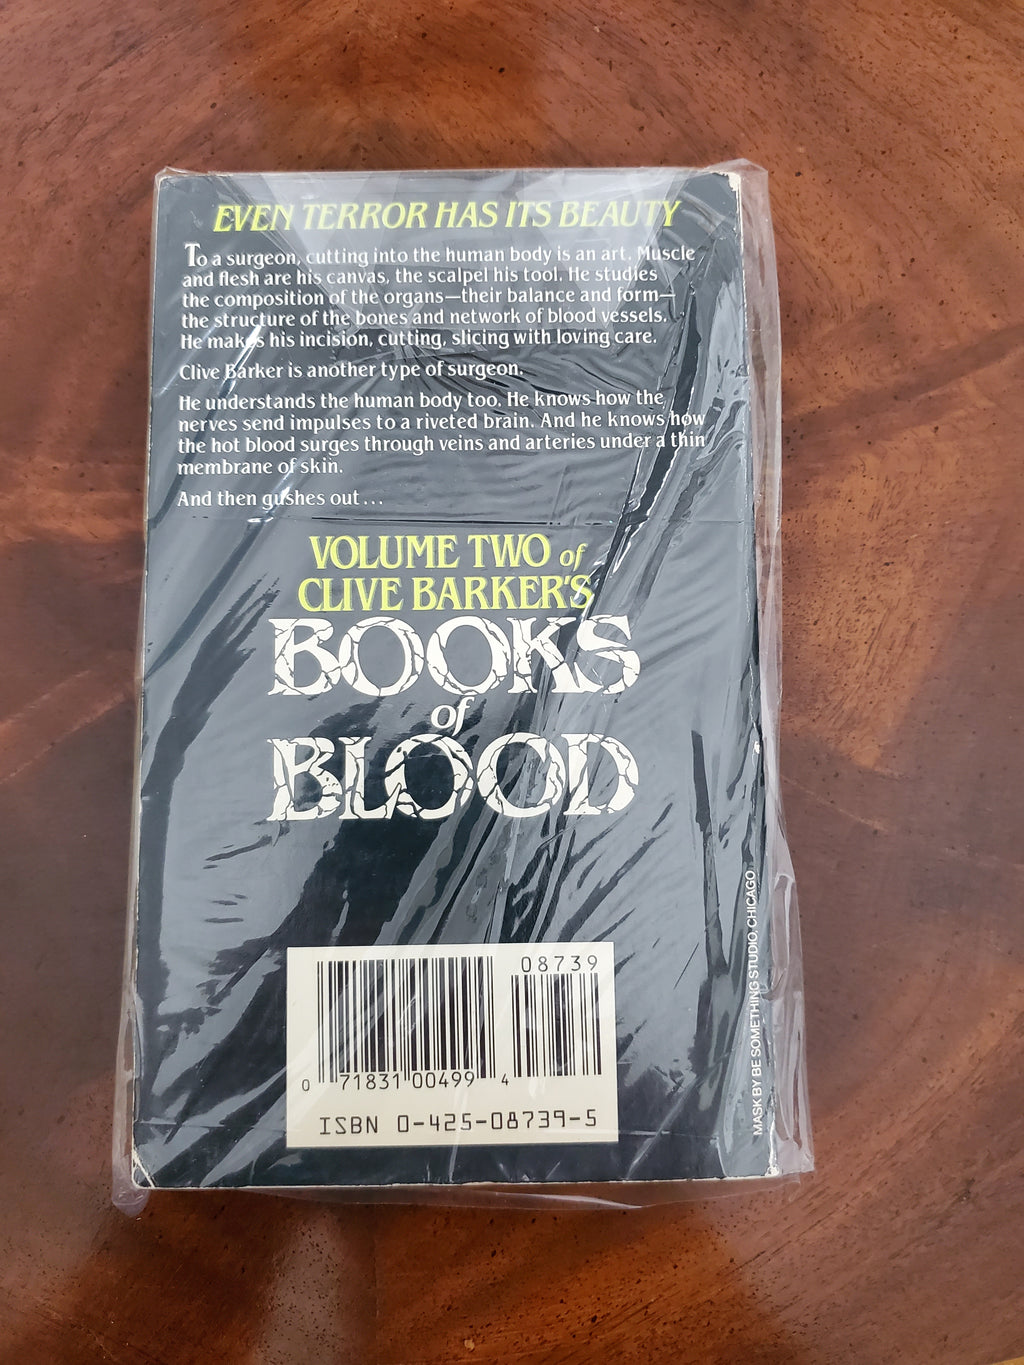 EVEN TERROR HAS ITS BEAUTY
To a surgeon, cutting into the human body is an art. Muscle
and flesh are his canvas, the scalpel his tool. He studies
the composition of the organs—their balance and form—
the structure of the bones and network of blood vessels.
He makes his incision, cutting, slicing with loving care.
Clive Barker is another type of surgeon.
He understands the human body too. He knows how the
nerves send impulses to a riveted brain. And he knows how
the hot blood surges through veins and arteries under a thin
membrane of skin.
And then gushes out...
VOLUME TWO of
CLIVE BARKER'S
BOOKS
of
BLOOD
08739
0 71831 00499 4
ISBN 0-425-08739-5
MASK BY BE SOMETHING STUDIO, CHICAGO